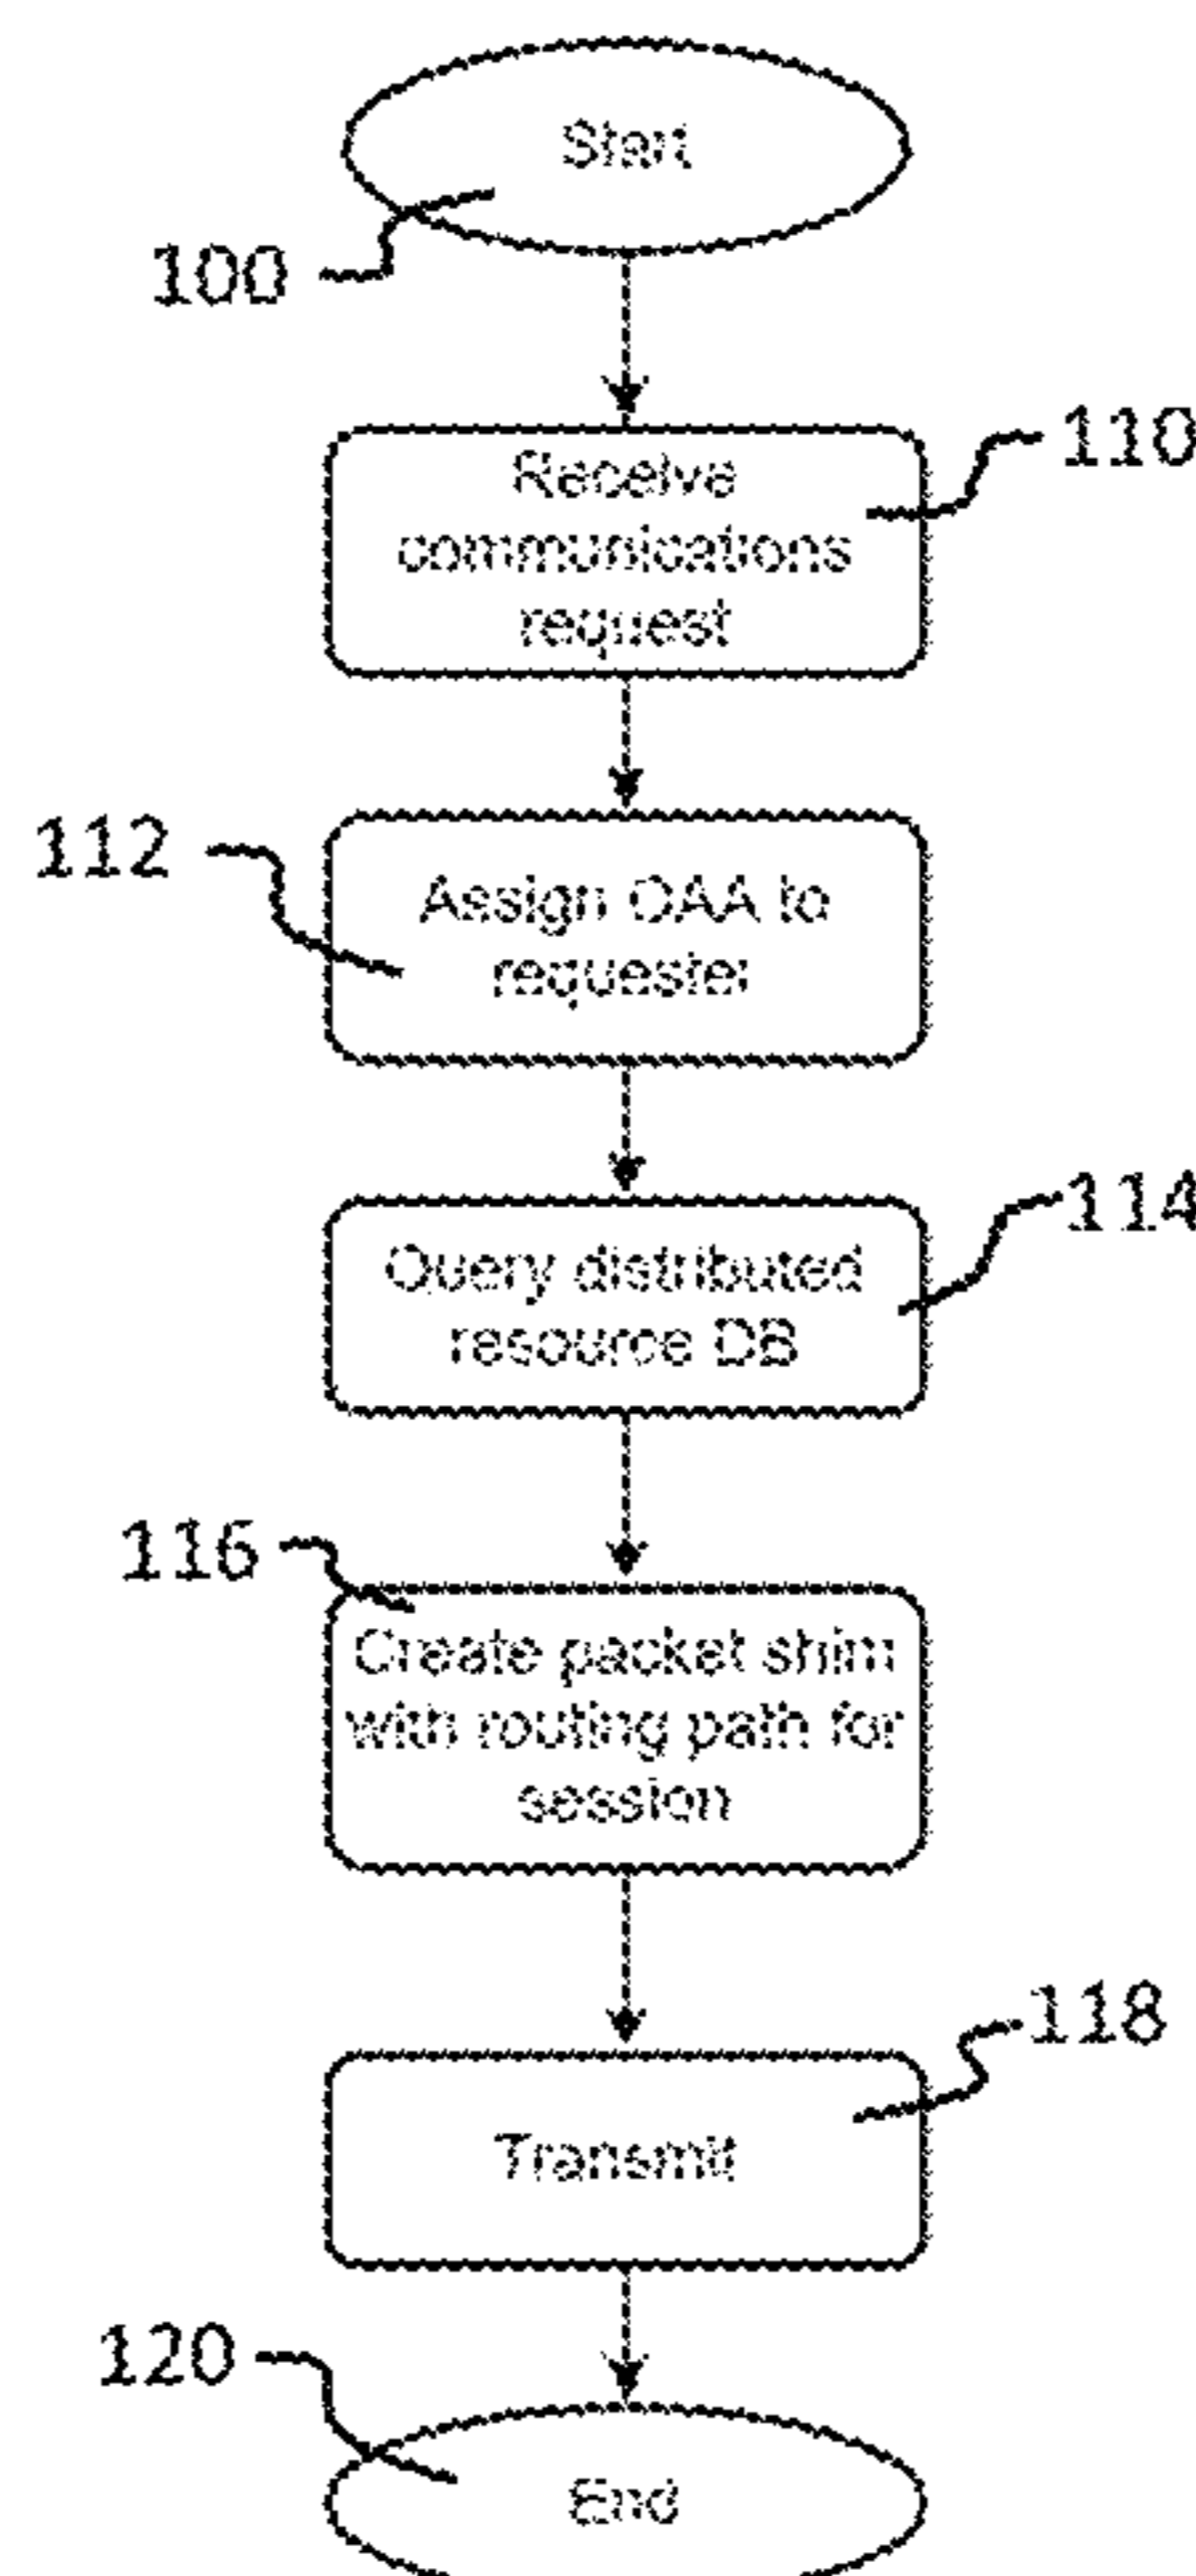 Start
100
110
Receive
communications
request
112
Assign OAA to
requester
114
Query distributed
resource DB
116
Create packet shim
with routing path for
session
118
Transmit
120
End